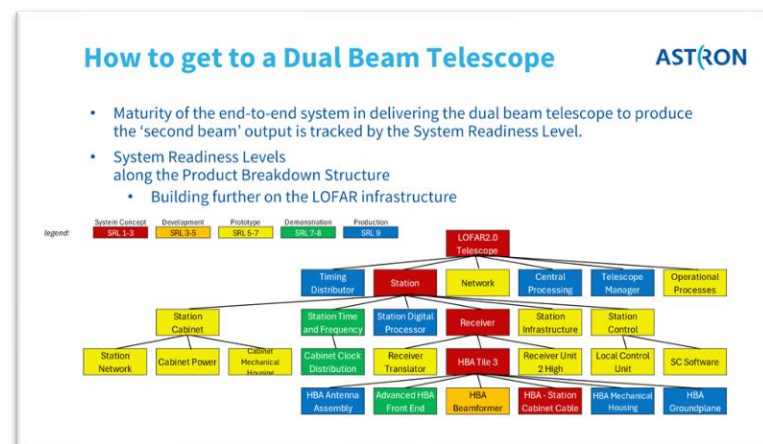 How to get to a Dual Beam Telescope
ASTRON
• Maturity of the end-to-end system in delivering the dual beam telescope to produce
the ‘second beam’ output is tracked by the System Readiness Level.
• System Readiness Levels
along the Product Breakdown Structure
• Building further on the LOFAR infrastructure
System Concept Development Prototype Demonstration Production
legend: SRL 1-3 SRL 3-5 SRL 5-7 SRL 7-8 SRL 9
LOFAR2.0
Telescope
Timing
Distributor
Station
Network
Central
Processing
Telescope
Manager
Operational
Processes
Station
Cabinet
Station Time
and Frequency
Station Digital
Processor
Receiver
Station
Infrastructure
Station
Control
Station
Network
Cabinet Power
Cabinet
Mechanical
Housing
Cabinet Clock
Distribution
Receiver
Translator
HBA Tile 3
Receiver Unit
2 High
Local Control
Unit
SC Software
HBA Antenna
Assembly
Advanced HBA
Front End
HBA
Beamformer
HBA - Station
Cabinet Cable
HBA Mechanical
Housing
HBA
Groundplane